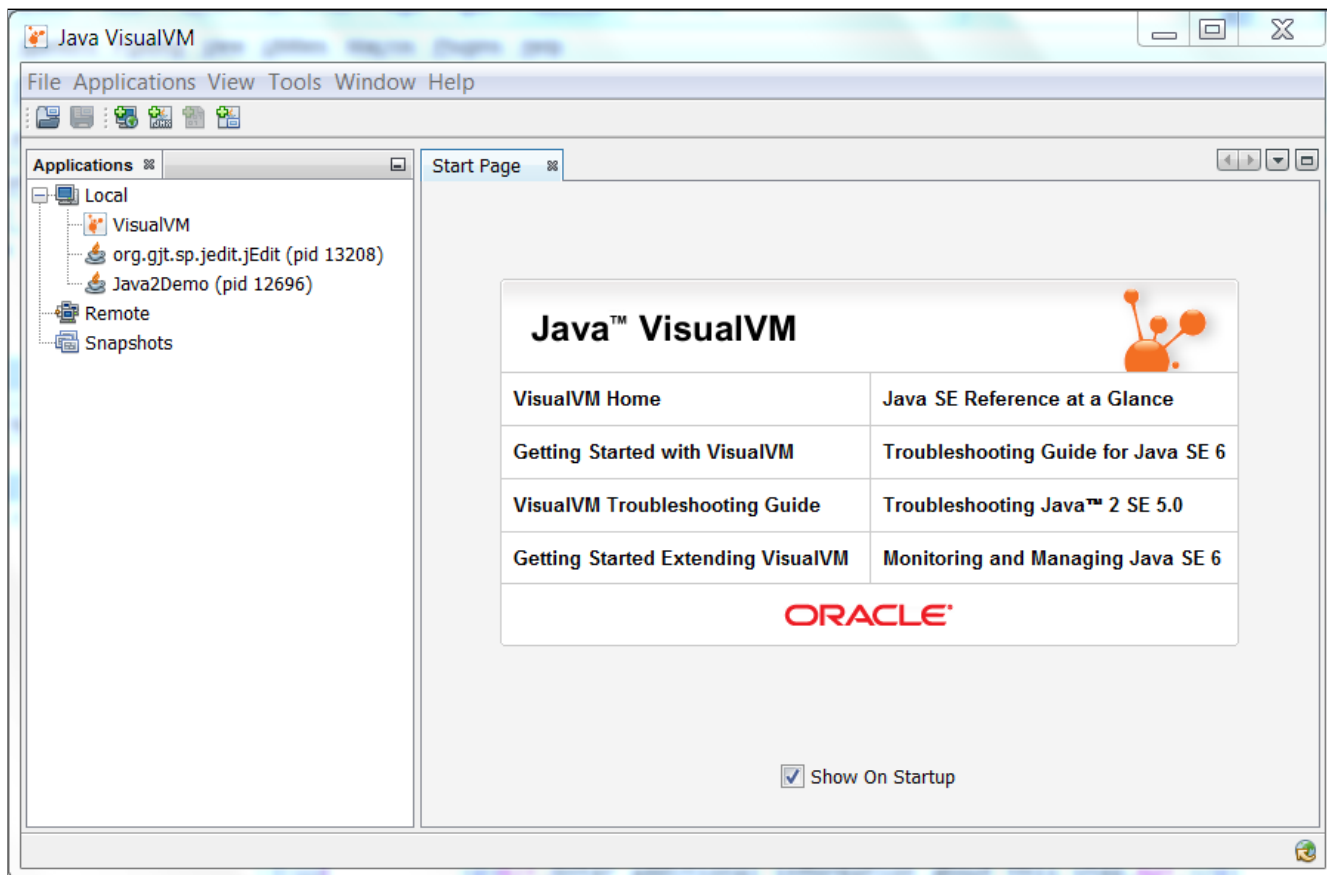 Java VisualVM
File Applications View Tools Window Help
Applications
Local
VisualVM
org.gjt.sp.jedit.jEdit (pid 13208)
Java2Demo (pid 12696)
Remote
Snapshots
Start Page
Java™ VisualVM
VisualVM Home
Java SE Reference at a Glance
Getting Started with VisualVM
Troubleshooting Guide for Java SE 6
VisualVM Troubleshooting Guide
Troubleshooting Java™ 2 SE 5.0
Getting Started Extending VisualVM
Monitoring and Managing Java SE 6
ORACLE®
Show On Startup